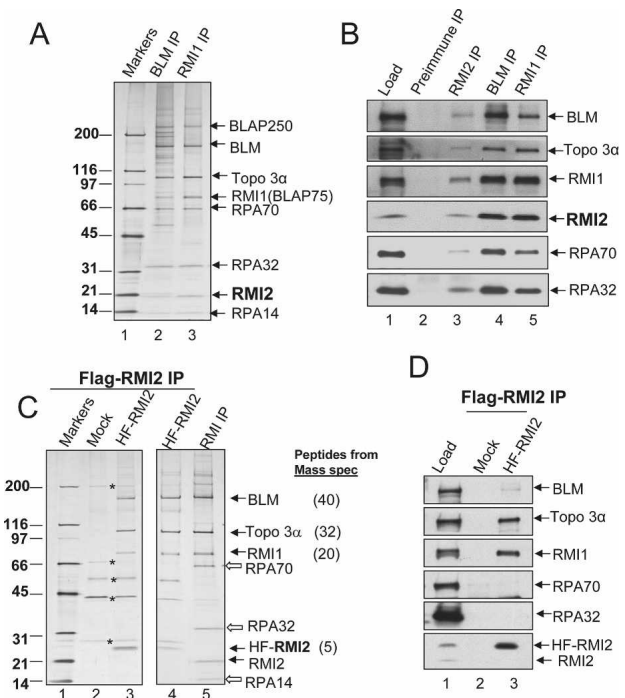 A
Markers
BLM IP
RMI1 IP
200
116
97
66
45
31
21
14
BLAP250
BLM
Topo 3α
RMI1(BLAP75)
RPA70
RPA32
RMI2
RPA14
1 2 3
B
Load
Preimmune IP
RMI2 IP
BLM IP
RMI1 IP
BLM
Topo 3α
RMI1
RMI2
RPA70
RPA32
1 2 3 4 5
C
Flag-RMI2 IP
Markers
Mock
HF-RMI2
HF-RMI2
RMI IP
Peptides from
Mass spec
200
116
97
66
45
31
21
14
*
*
*
*
*
BLM (40)
Topo 3α (32)
RMI1 (20)
RPA70
RPA32
HF-RMI2 (5)
RMI2
RPA14
1 2 3 4 5
D
Flag-RMI2 IP
Load
Mock
HF-RMI2
BLM
Topo 3α
RMI1
RPA70
RPA32
HF-RMI2
RMI2
1 2 3